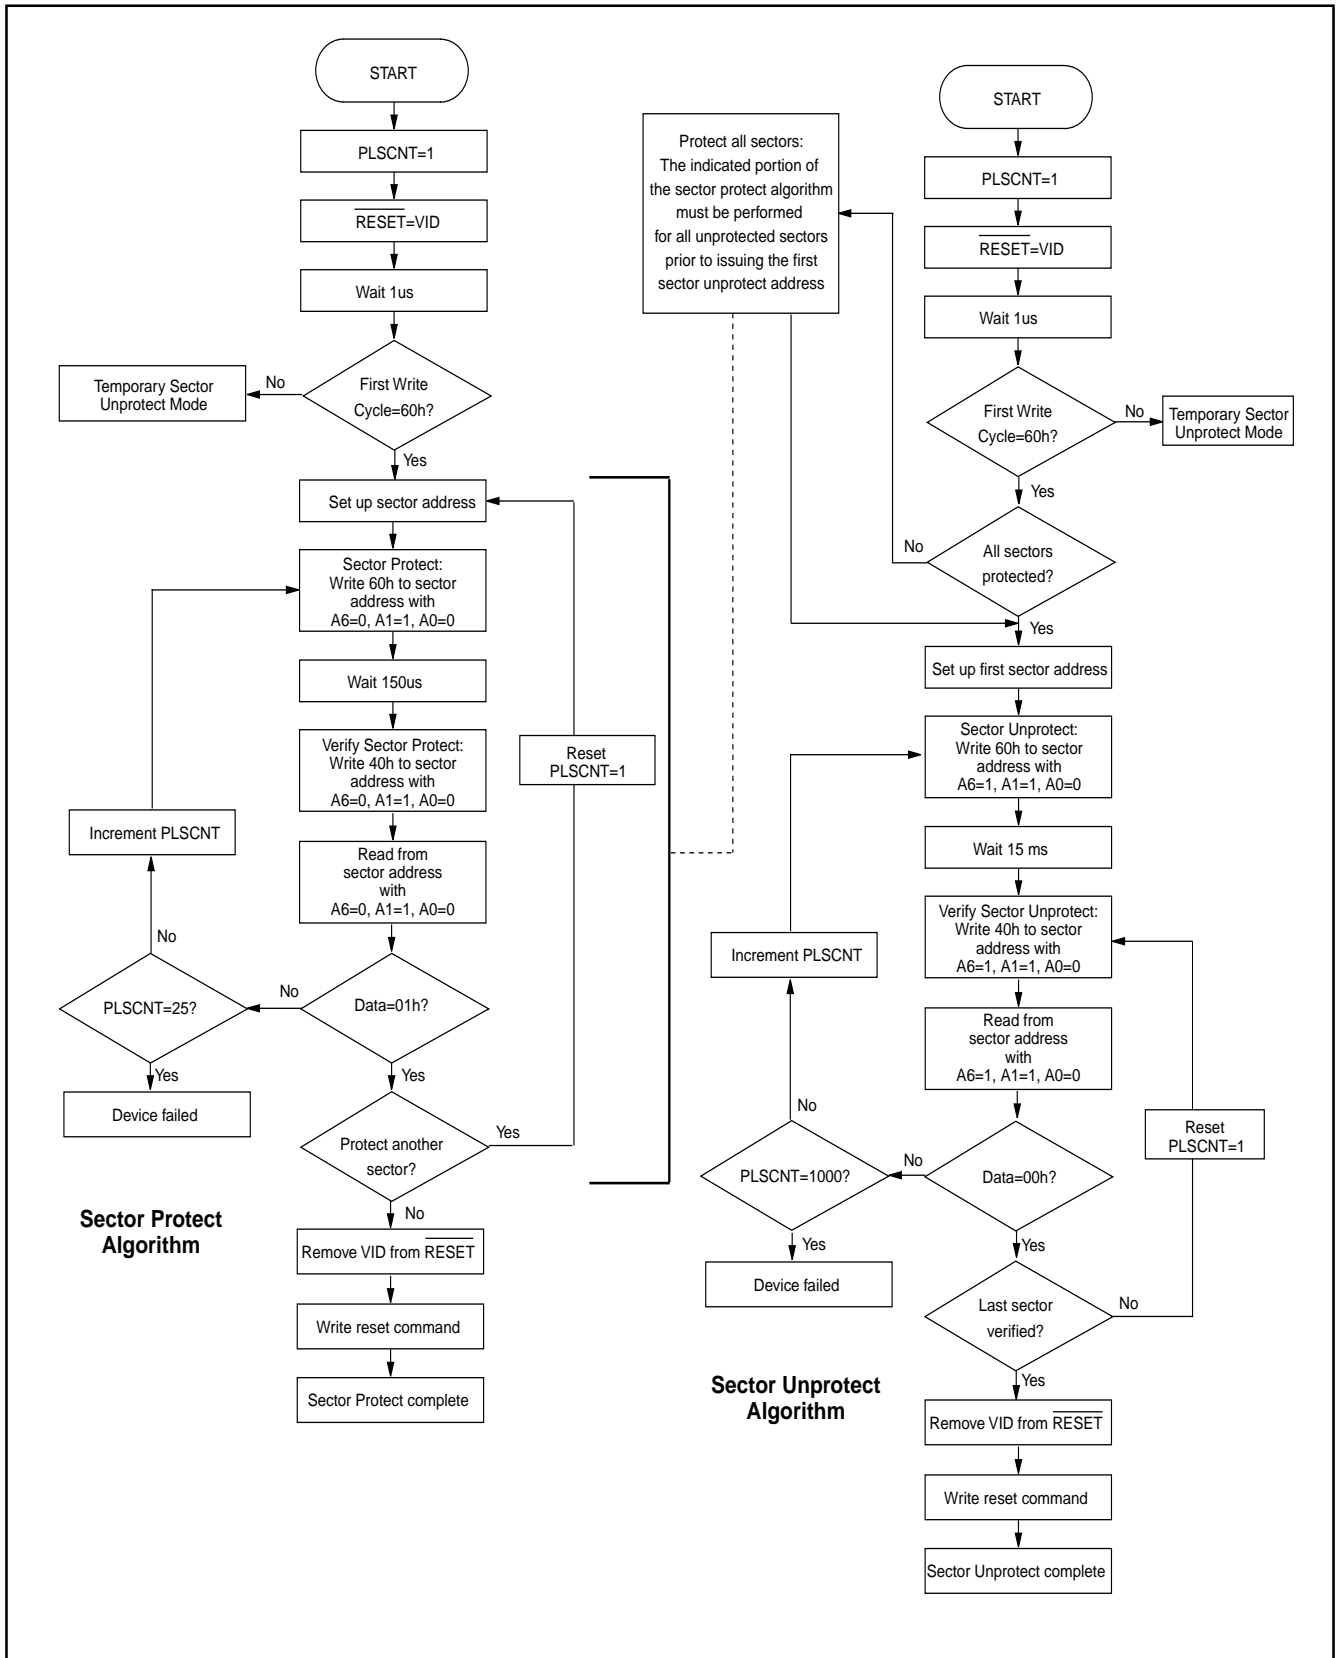 START
PLSCNT=1
RESET=VID
Wait 1us
First Write
Cycle=60h?
No
Temporary Sector
Unprotect Mode
Yes
Set up sector address
Sector Protect:
Write 60h to sector
address with
A6=0, A1=1, A0=0
Wait 150us
Verify Sector Protect:
Write 40h to sector
address with
A6=0, A1=1, A0=0
Reset
PLSCNT=1
Increment PLSCNT
Read from
sector address
with
A6=0, A1=1, A0=0
No
PLSCNT=25?
No
Data=01h?
Yes
Device failed
Yes
Protect another
sector?
Yes
No
Sector Protect
Algorithm
Remove VID from RESET
Write reset command
Sector Protect complete
Protect all sectors:
The indicated portion of
the sector protect algorithm
must be performed
for all unprotected sectors
prior to issuing the first
sector unprotect address
START
PLSCNT=1
RESET=VID
Wait 1us
First Write
Cycle=60h?
No
Temporary Sector
Unprotect Mode
Yes
No
All sectors
protected?
Yes
Set up first sector address
Sector Unprotect:
Write 60h to sector
address with
A6=1, A1=1, A0=0
Wait 15 ms
Verify Sector Unprotect:
Write 40h to sector
address with
A6=1, A1=1, A0=0
Increment PLSCNT
Read from
sector address
with
A6=1, A1=1, A0=0
No
Reset
PLSCNT=1
PLSCNT=1000?
No
Data=00h?
Yes
Device failed
Yes
Last sector
verified?
No
Yes
Sector Unprotect
Algorithm
Remove VID from RESET
Write reset command
Sector Unprotect complete